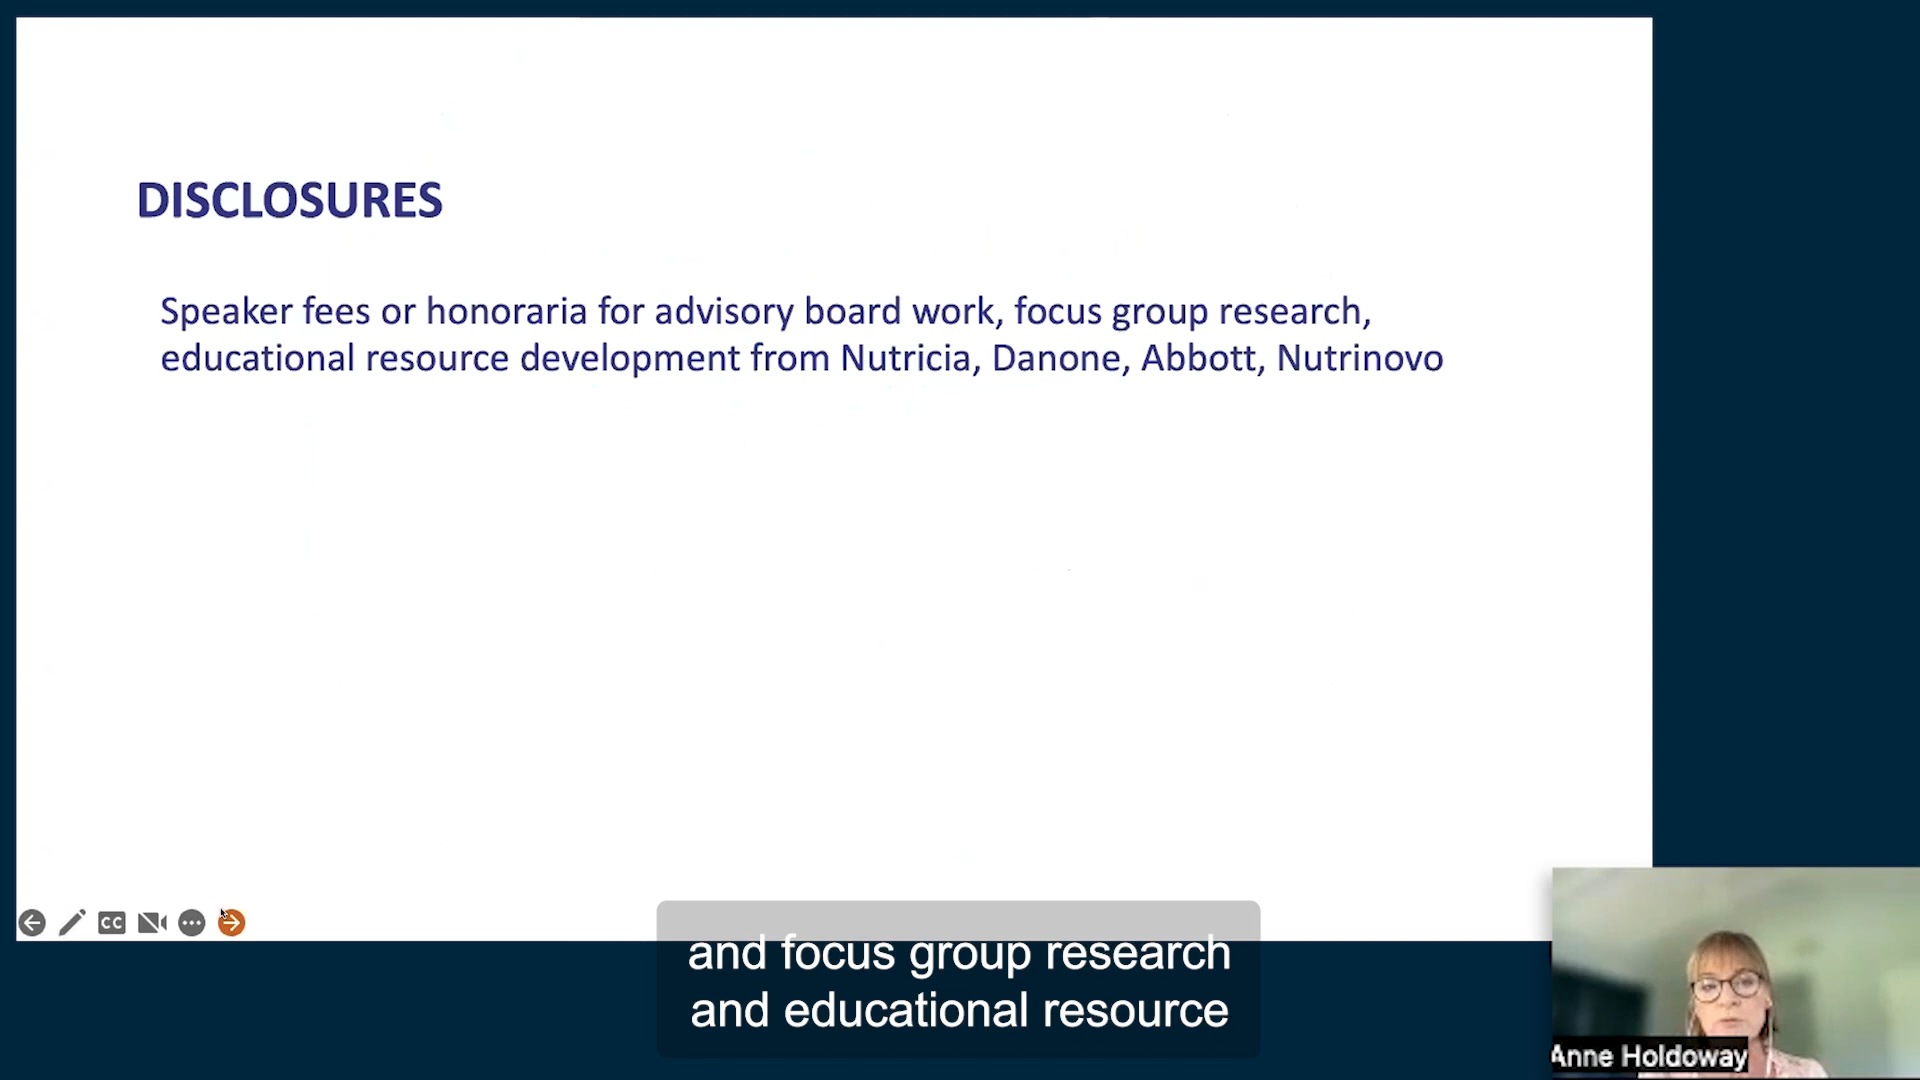 DISCLOSURES
Speaker fees or honoraria for advisory board work, focus group research,
educational resource development from Nutricia, Danone, Abbott, Nutrinovo
CC
and focus group research
and educational resource
Anne Holdoway